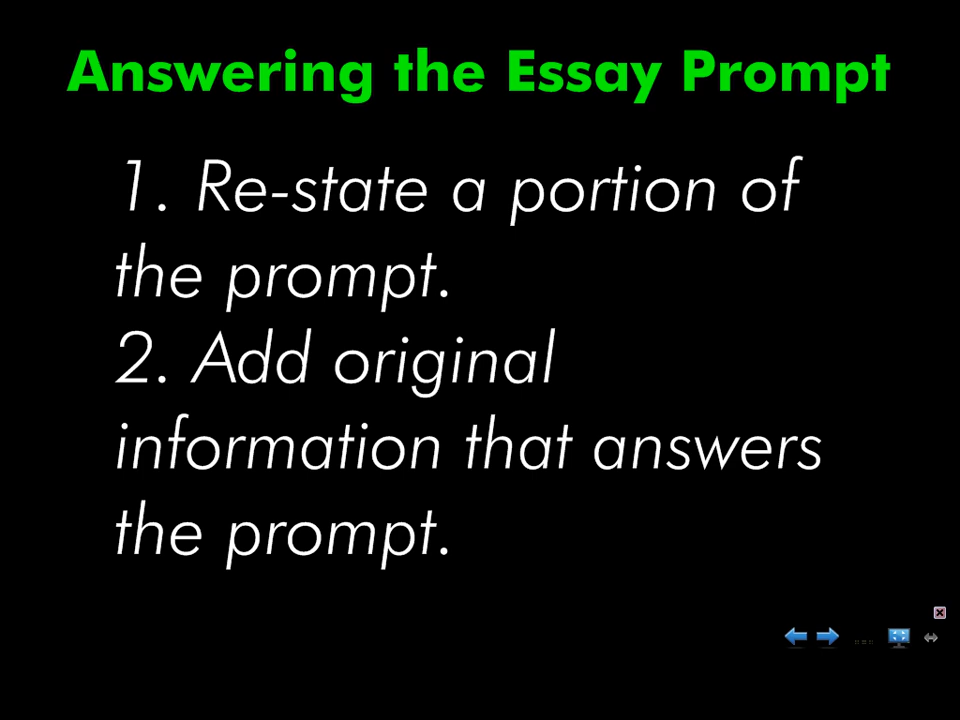 Answering the Essay Prompt
1. Re-state a portion of
the prompt.
2. Add original
information that answers
the prompt.